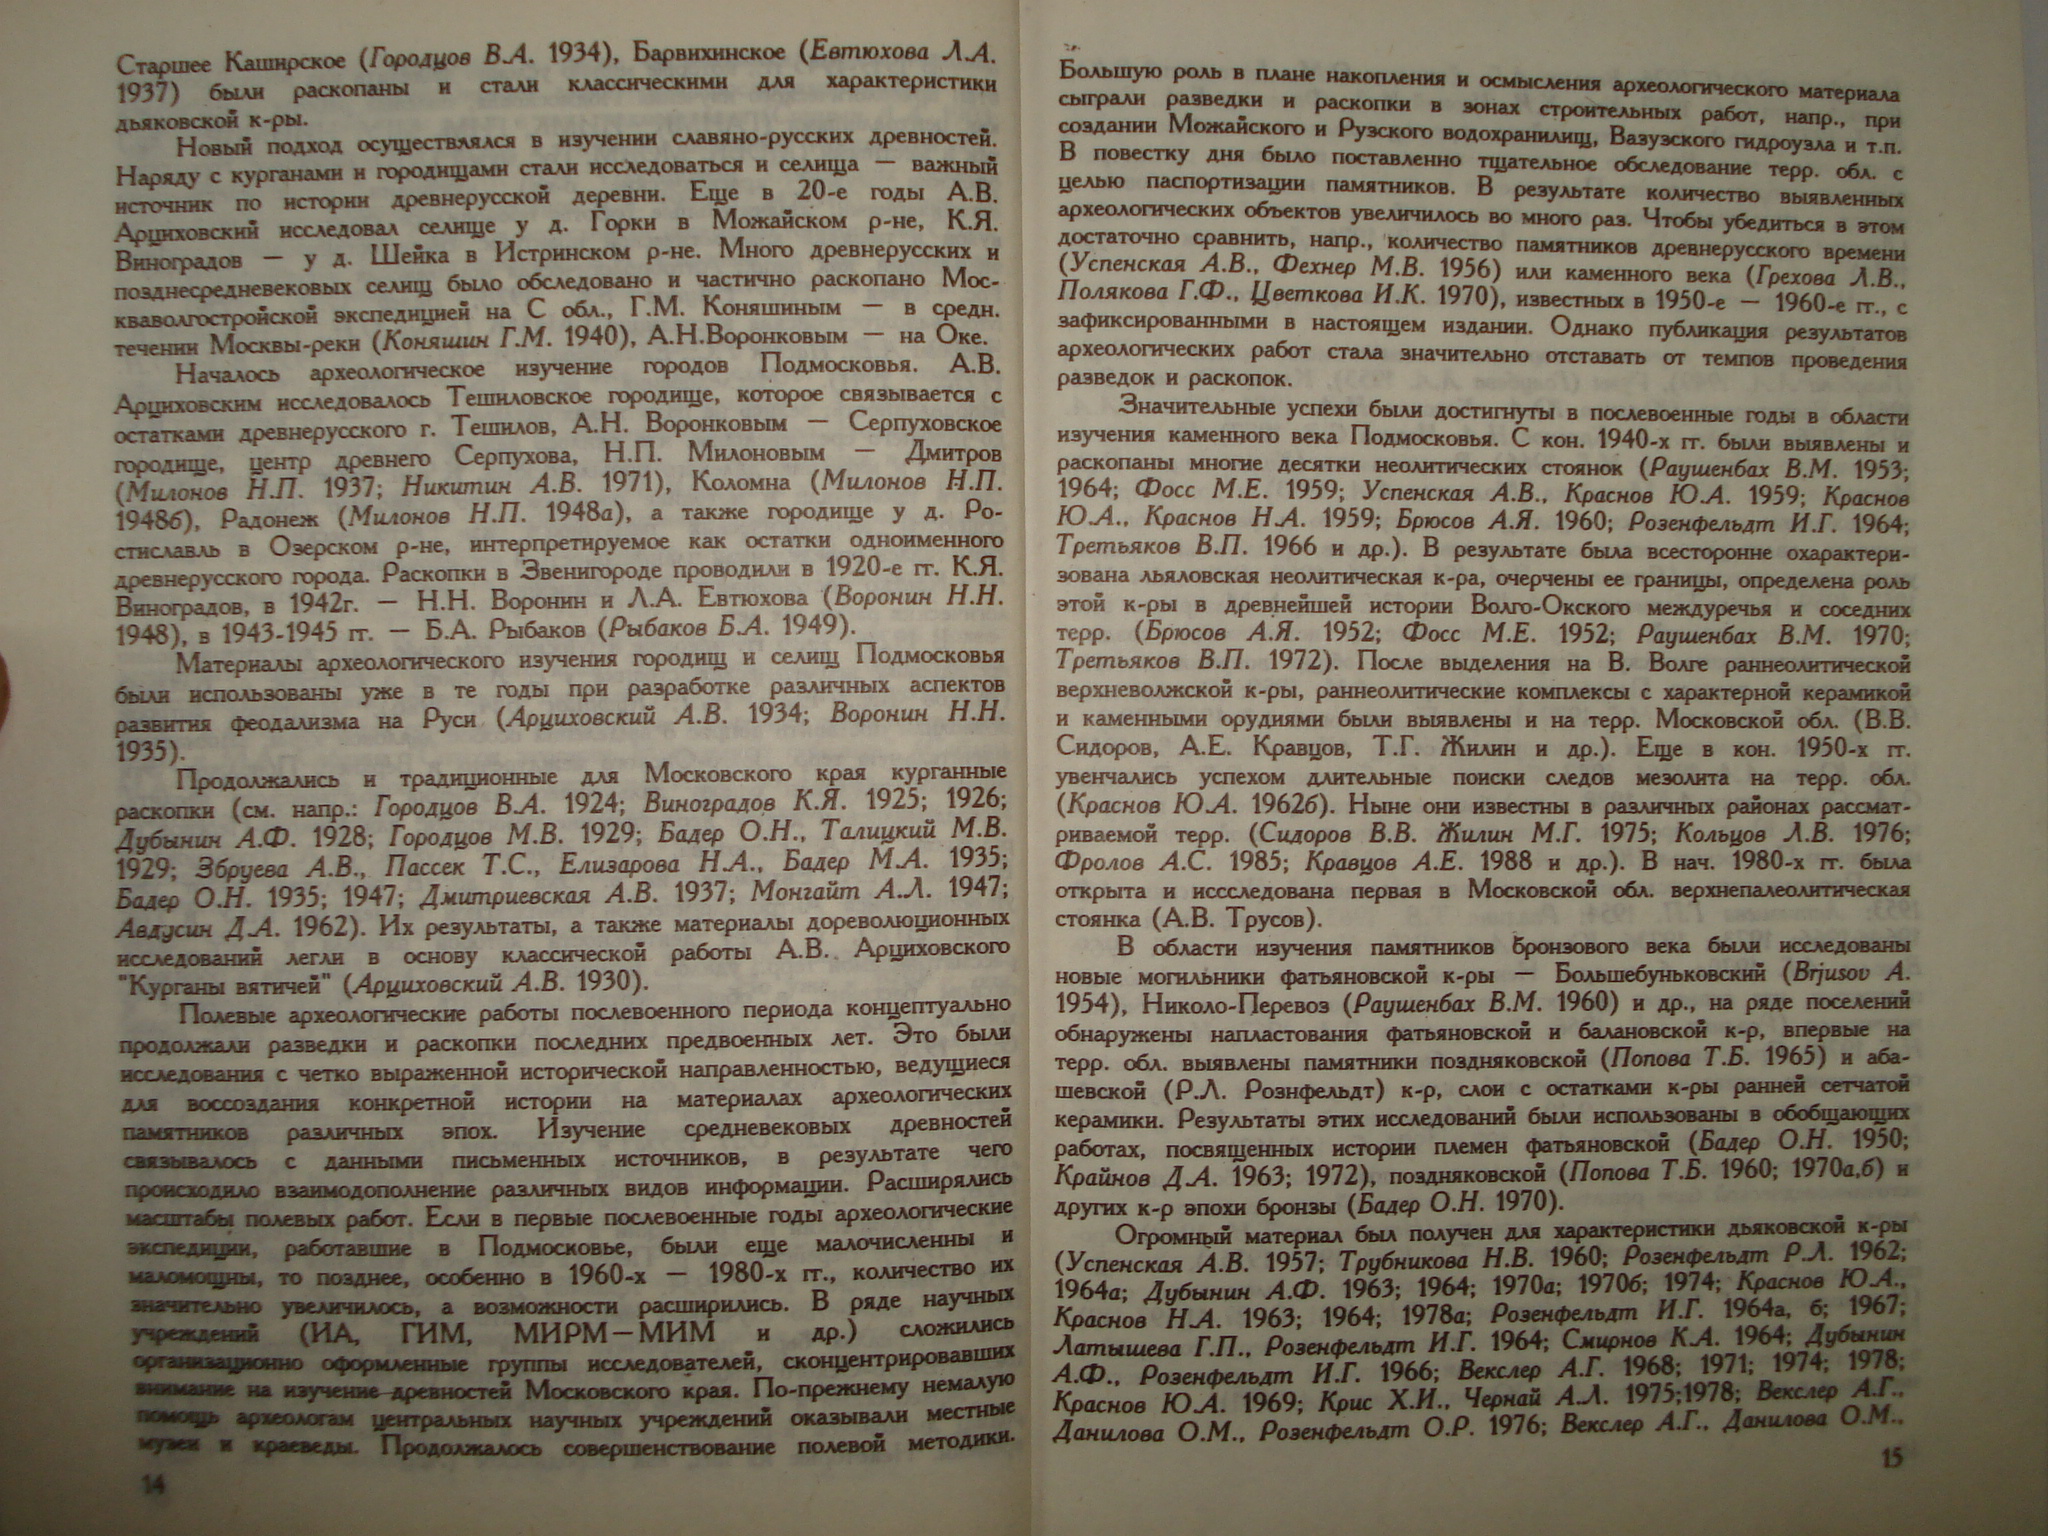 Старшее Каширское (Городцов В.А. 1934), Барвихинское (Евтюхова Л.А.
1937) были раскопаны и стали классическими для характеристики
дьяковской к-ры.
Новый подход осуществлялся в изучении славяно-русских древностей.
Наряду с курганами и городищами стали исследоваться и селища — важный
источник по истории древнерусской деревни. Еще в 20-е годы А.В.
Арциховский исследовал селище у д. Горки в Можайском р-не, К.Я.
Виноградов — у д. Шейка в Истринском р-не. Много древнерусских и
позднесредневековых селищ было обследовано и частично раскопано Мос-
кваволгостройской экспедицией на С обл., Г.М. Коняшиным — в средн.
течении Москвы-реки (Коняшин Г.М. 1940), А.Н.Воронковым — на Оке.
Началось археологическое изучение городов Подмосковья. А.В.
Арциховским исследовалось Тешиловское городище, которое связывается с
остатками древнерусского г. Тешилов, А.Н. Воронковым — Серпуховское
городище, центр древнего Серпухова, Н.П. Милоновым — Дмитров
(Милонов Н.П. 1937; Никитин А.В. 1971), Коломна (Милонов Н.П.
1948б), Радонеж (Милонов Н.П. 1948а), а также городище у д. Ро-
стиславль в Озерском р-не, интерпретируемое как остатки одноименного
древнерусского города. Раскопки в Звенигороде проводили в 1920-е гг. К.Я.
Виноградов, в 1942г. — Н.Н. Воронин и Л.А. Евтюхова (Воронин Н.Н.
1948), в 1943-1945 гг. — Б.А. Рыбаков (Рыбаков Б.А. 1949).
Материалы археологического изучения городищ и селищ Подмосковья
были использованы уже в те годы при разработке различных аспектов
развития феодализма на Руси (Арциховский А.В. 1934; Воронин Н.Н.
1935).
Продолжались и традиционные для Московского края курганные
раскопки (см. напр.: Городцов В.А. 1924; Виноградов К.Я. 1925; 1926;
Дубынин А.Ф. 1928; Городцов М.В. 1929; Бадер О.Н., Талицкий М.В.
1929; Збруева А.В., Пассек Т.С., Елизарова Н.А., Бадер М.А. 1935;
Бадер О.Н. 1935; 1947; Дмитриевская А.В. 1937; Монгайт А.Л. 1947;
Авдусин Д.А. 1962). Их результаты, а также материалы дореволюционных
исследований легли в основу классической работы А.В. Арциховского
"Курганы вятичей" (Арциховский А.В. 1930).
Полевые археологические работы послевоенного периода концептуально
продолжали разведки и раскопки последних предвоенных лет. Это были
исследования с четко выраженной исторической направленностью, ведущиеся
для воссоздания конкретной истории на материалах археологических
памятников различных эпох. Изучение средневековых древностей
связывалось с данными письменных источников, в результате чего
происходило взаимодополнение различных видов информации. Расширялись
масштабы полевых работ. Если в первые послевоенные годы археологические
экспедиции, работавшие в Подмосковье, были еще малочисленны и
маломощны, то позднее, особенно в 1960-х — 1980-х гг., количество их
значительно увеличилось, а возможности расширились. В ряде научных
учреждений (ИА, ГИМ, МИРМ—МИМ и др.) сложились
организационно оформленные группы исследователей, сконцентрировавших
внимание на изучение древностей Московского края. По-прежнему немалую
помощь археологам центральных научных учреждений оказывали местные
музеи и краеведы. Продолжалось совершенствование полевой методики.
14
Большую роль в плане накопления и осмысления археологического материала
сыграли разведки и раскопки в зонах строительных работ, напр., при
создании Можайского и Рузского водохранилищ, Вазузского гидроузла и т.п.
В повестку дня было поставленно тщательное обследование терр. обл. с
целью паспортизации памятников. В результате количество выявленных
археологических объектов увеличилось во много раз. Чтобы убедиться в этом
достаточно сравнить, напр., количество памятников древнерусского времени
(Успенская А.В., Фехнер М.В. 1956) или каменного века (Грехова Л.В.,
Полякова Г.Ф., Цветкова И.К. 1970), известных в 1950-е — 1960-е гг., с
зафиксированными в настоящем издании. Однако публикация результатов
археологических работ стала значительно отставать от темпов проведения
разведок и раскопок.
Значительные успехи были достигнуты в послевоенные годы в области
изучения каменного века Подмосковья. С кон. 1940-х гг. были выявлены и
раскопаны многие десятки неолитических стоянок (Раушенбах В.М. 1953;
1964; Фосс М.Е. 1959; Успенская А.В., Краснов Ю.А. 1959; Краснов
Ю.А., Краснов Н.А. 1959; Брюсов А.Я. 1960; Розенфельдт И.Г. 1964;
Третьяков В.П. 1966 и др.). В результате была всесторонне охарактери-
зована льяловская неолитическая к-ра, очерчены ее границы, определена роль
этой к-ры в древнейшей истории Волго-Окского междуречья и соседних
терр. (Брюсов А.Я. 1952; Фосс М.Е. 1952; Раушенбах В.М. 1970;
Третьяков В.П. 1972). После выделения на В. Волге раннеолитической
верхневолжской к-ры, раннеолитические комплексы с характерной керамикой
и каменными орудиями были выявлены и на терр. Московской обл. (В.В.
Сидоров, А.Е. Кравцов, Т.Г. Жилин и др.). Еще в кон. 1950-х гг.
увенчались успехом длительные поиски следов мезолита на терр. обл.
(Краснов Ю.А. 1962б). Ныне они известны в различных районах рассмат-
риваемой терр. (Сидоров В.В. Жилин М.Г. 1975; Кольцов Л.В. 1976;
Фролов А.С. 1985; Кравцов А.Е. 1988 и др.). В нач. 1980-х гг. была
открыта и иссследована первая в Московской обл. верхнепалеолитическая
стоянка (А.В. Трусов).
В области изучения памятников бронзового века были исследованы
новые могильники фатьяновской к-ры — Большебуньковский (Brjusov A.
1954), Николо-Перевоз (Раушенбах В.М. 1960) и др., на ряде поселений
обнаружены напластования фатьяновской и балановской к-р, впервые на
терр. обл. выявлены памятники поздняковской (Попова Т.Б. 1965) и аба-
шевской (Р.Л. Рознфельдт) к-р, слои с остатками к-ры ранней сетчатой
керамики. Результаты этих исследований были использованы в обобщающих
работах, посвященных истории племен фатьяновской (Бадер О.Н. 1950;
Крайнов Д.А. 1963; 1972), поздняковской (Попова Т.Б. 1960; 1970а,б) и
других к-р эпохи бронзы (Бадер О.Н. 1970).
Огромный материал был получен для характеристики дьяковской к-ры
(Успенская А.В. 1957; Трубникова Н.В. 1960; Розенфельдт Р.Л. 1962;
1964а; Дубынин А.Ф. 1963; 1964; 1970а; 1970б; 1974; Краснов Ю.А.,
Краснов Н.А. 1963; 1964; 1978а; Розенфельдт И.Г. 1964а, б; 1967;
Латышева Г.П., Розенфельдт И.Г. 1964; Смирнов К.А. 1964; Дубынин
А.Ф., Розенфельдт И.Г. 1966; Векслер А.Г. 1968; 1971; 1974; 1978;
Краснов Ю.А. 1969; Крис Х.И., Чернай А.Л. 1975;1978; Векслер А.Г.,
Данилова О.М., Розенфельдт О.Р. 1976; Векслер А.Г., Данилова О.М.,
15